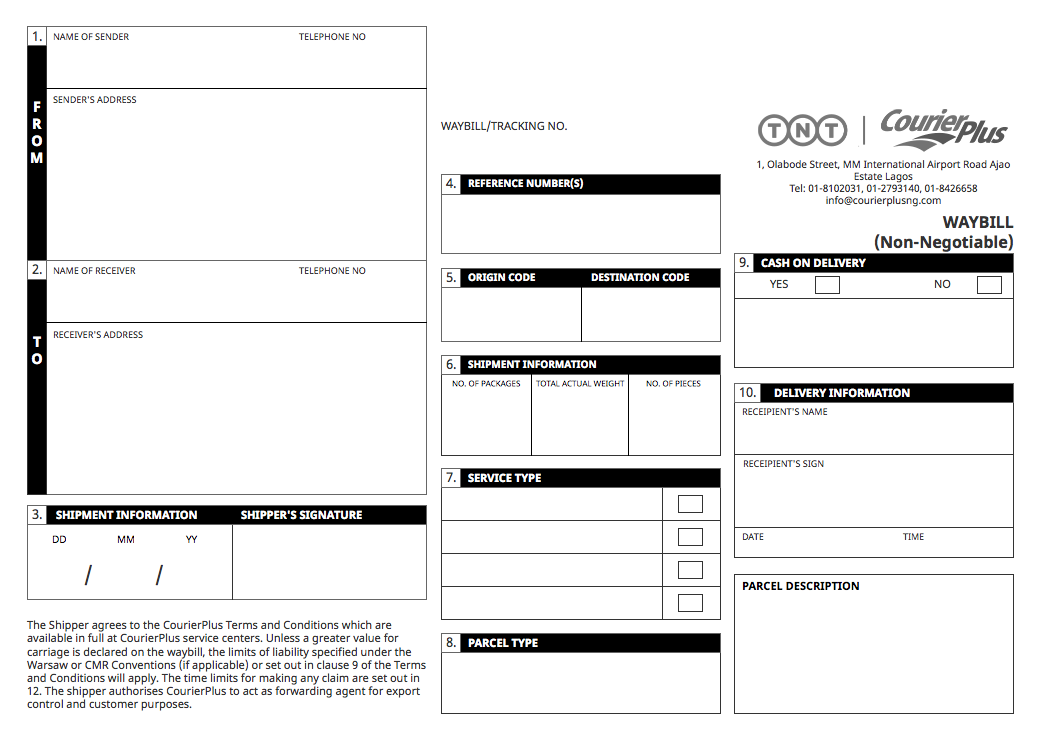 1. NAME OF SENDER TELEPHONE NO
FROM
SENDER'S ADDRESS
2. NAME OF RECEIVER TELEPHONE NO
TO
RECEIVER'S ADDRESS
3. SHIPMENT INFORMATION SHIPPER'S SIGNATURE
DD MM YY
/ /
The Shipper agrees to the CourierPlus Terms and Conditions which are
available in full at CourierPlus service centers. Unless a greater value for
carriage is declared on the waybill, the limits of liability specified under the
Warsaw or CMR Conventions (if applicable) or set out in clause 9 of the Terms
and Conditions will apply. The time limits for making any claim are set out in
12. The shipper authorises CourierPlus to act as forwarding agent for export
control and customer purposes.
WAYBILL/TRACKING NO.
4. REFERENCE NUMBER(S)
5. ORIGIN CODE DESTINATION CODE
6. SHIPMENT INFORMATION
NO. OF PACKAGES TOTAL ACTUAL WEIGHT NO. OF PIECES
7. SERVICE TYPE
8. PARCEL TYPE
TNT | CourierPlus
1, Olabode Street, MM International Airport Road Ajao
Estate Lagos
Tel: 01-8102031, 01-2793140, 01-8426658
info@courierplusng.com
WAYBILL
(Non-Negotiable)
9. CASH ON DELIVERY
YES NO
10. DELIVERY INFORMATION
RECEIPIENT'S NAME
RECEIPIENT'S SIGN
DATE TIME
PARCEL DESCRIPTION